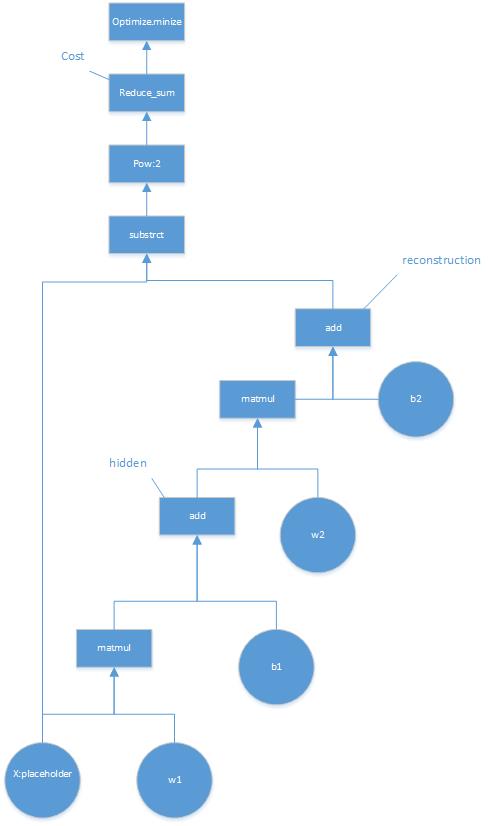 Optimize.minize
Cost
Reduce_sum
Pow:2
substrct
reconstruction
add
matmul
b2
hidden
add
w2
matmul
b1
X:placeholder
w1